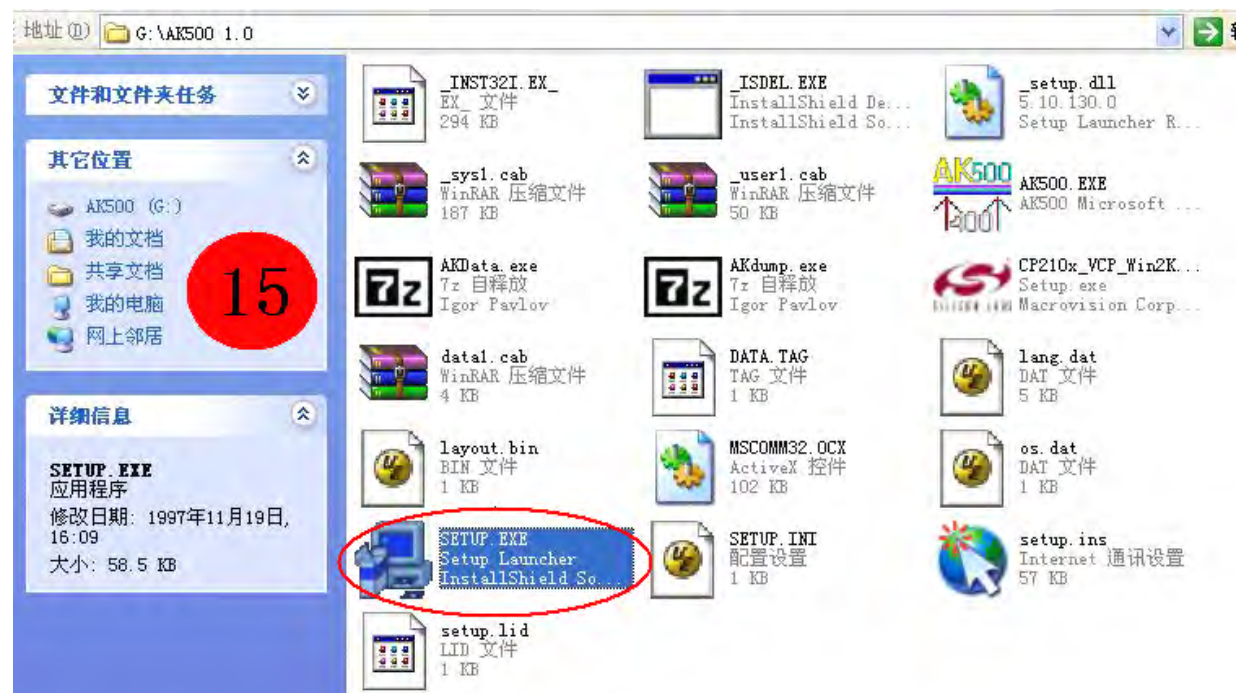 地址(D) G:\AK500 1.0
文件和文件夹任务
其它位置
AK500 (G:)
我的文档
共享文档
我的电脑
网上邻居
15
详细信息
SETUP.EXE
应用程序
修改日期: 1997年11月19日,
16:09
大小: 58.5 KB
_INST32I.EX_
EX_ 文件
294 KB
_ISDEL.EXE
InstallShield De...
InstallShield So...
_setup.dll
5.10.130.0
Setup Launcher R...
_sys1.cab
WinRAR 压缩文件
187 KB
_user1.cab
WinRAR 压缩文件
50 KB
AK500
AK500.EXE
AK500 Microsoft ...
AKData.exe
7z 自释放
Igor Pavlov
7z
AKdump.exe
7z 自释放
Igor Pavlov
7z
CP210x_VCP_Win2K...
Setup.exe
Macrovision Corp...
data1.cab
WinRAR 压缩文件
4 KB
DATA.TAG
TAG 文件
1 KB
lang.dat
DAT 文件
5 KB
layout.bin
BIN 文件
1 KB
MSCOMM32.OCX
ActiveX 控件
102 KB
os.dat
DAT 文件
1 KB
SETUP.EXE
Setup Launcher
InstallShield So...
SETUP.INI
配置设置
1 KB
setup.ins
Internet 通讯设置
57 KB
setup.lid
LID 文件
1 KB